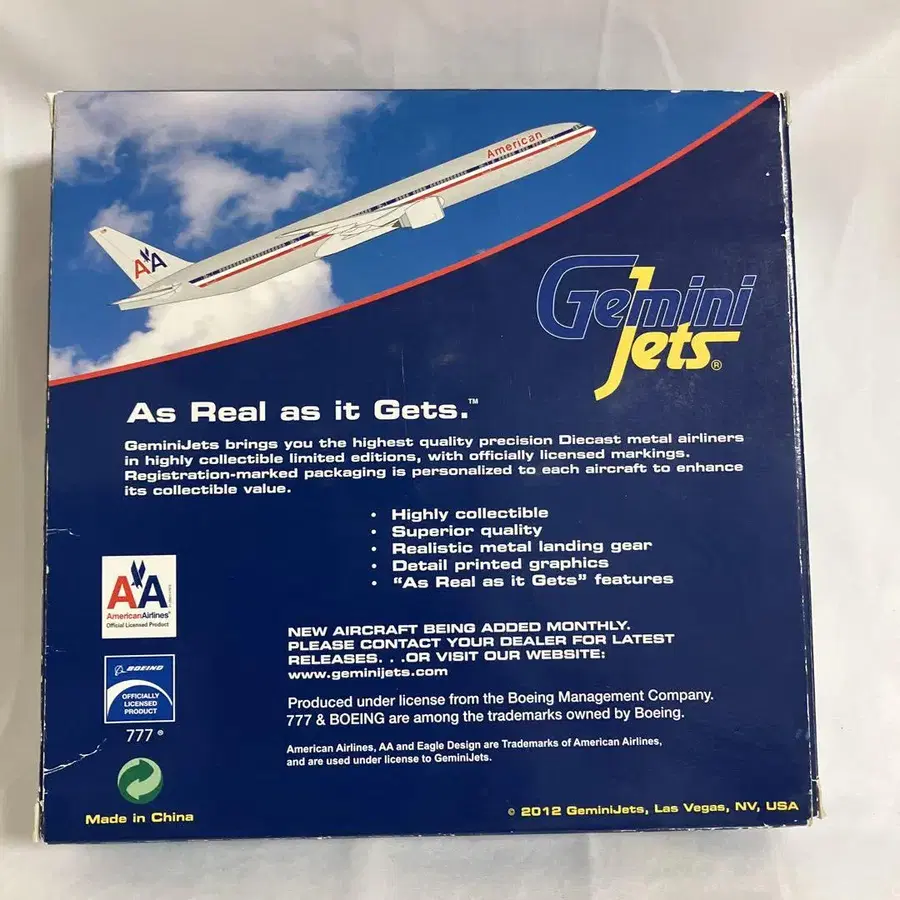 American
AA
Gemini
Jets®
As Real as it Gets.™
GeminiJets brings you the highest quality precision Diecast metal airliners
in highly collectible limited editions, with officially licensed markings.
Registration-marked packaging is personalized to each aircraft to enhance
its collectible value.
• Highly collectible
• Superior quality
• Realistic metal landing gear
• Detail printed graphics
• “As Real as it Gets” features
AA
AmericanAirlines®
Official Licensed Product
NEW AIRCRAFT BEING ADDED MONTHLY.
PLEASE CONTACT YOUR DEALER FOR LATEST
RELEASES. . .OR VISIT OUR WEBSITE:
www.geminijets.com
BOEING
OFFICIALLY
LICENSED
PRODUCT
777®
Produced under license from the Boeing Management Company.
777 & BOEING are among the trademarks owned by Boeing.
American Airlines, AA and Eagle Design are Trademarks of American Airlines,
and are used under license to GeminiJets.
Made in China
© 2012 GeminiJets, Las Vegas, NV, USA